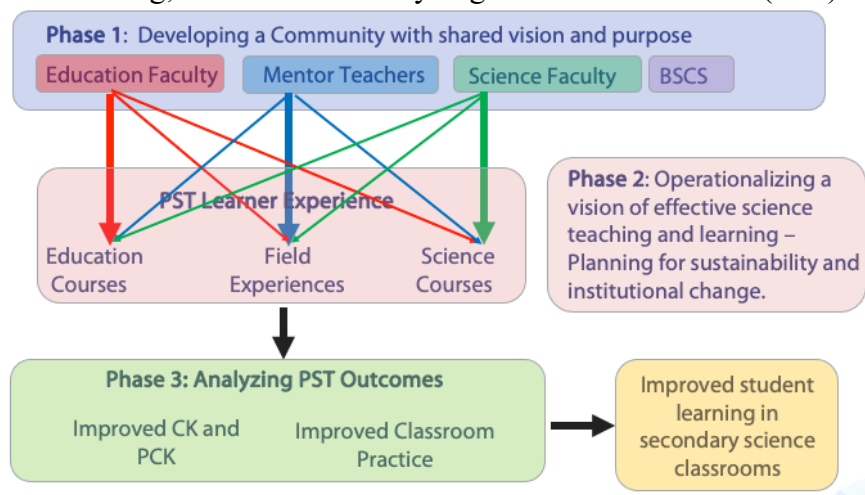 Phase 1: Developing a Community with shared vision and purpose
Education Faculty
Mentor Teachers
Science Faculty
BSCS
PST Learner Experience
Education
Courses
Field
Experiences
Science
Courses
Phase 2: Operationalizing a
vision of effective science
teaching and learning –
Planning for sustainability and
institutional change.
Phase 3: Analyzing PST Outcomes
Improved CK and
PCK
Improved Classroom
Practice
Improved student
learning in
secondary science
classrooms